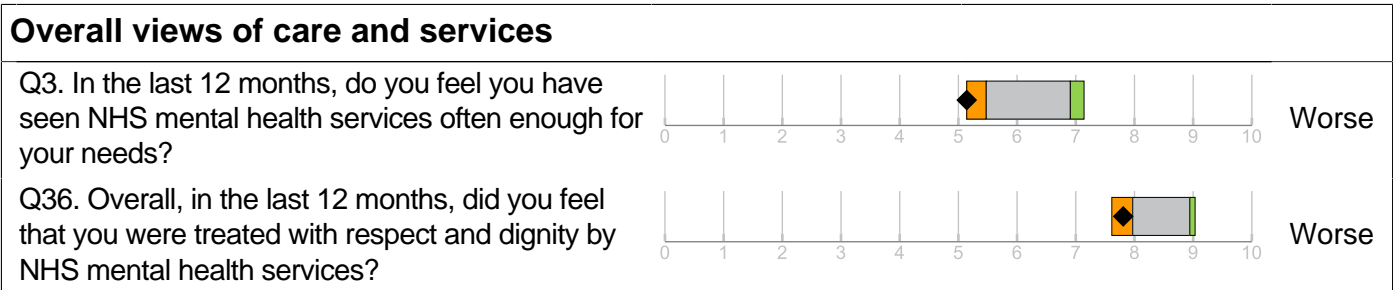 Overall views of care and services
Q3. In the last 12 months, do you feel you have
seen NHS mental health services often enough for
your needs?
0 1 2 3 4 5 6 7 8 9 10
Worse
Q36. Overall, in the last 12 months, did you feel
that you were treated with respect and dignity by
NHS mental health services?
0 1 2 3 4 5 6 7 8 9 10
Worse